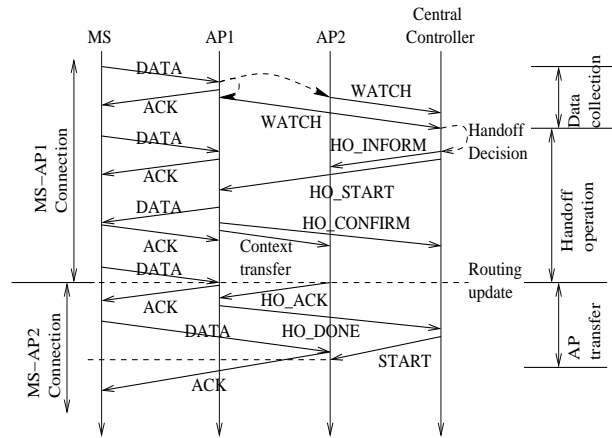 Central
MS AP1 AP2 Controller
DATA
WATCH
ACK
WATCH
Handoff
Decision
HO_INFORM
ACK
HO_START
DATA
HO_CONFIRM
ACK
Context
transfer
DATA
Routing
update
ACK
HO_ACK
DATA
HO_DONE
START
ACK
MS−AP1
Connection
MS−AP2
Connection
Data
collection
Handoff
operation
AP
transfer